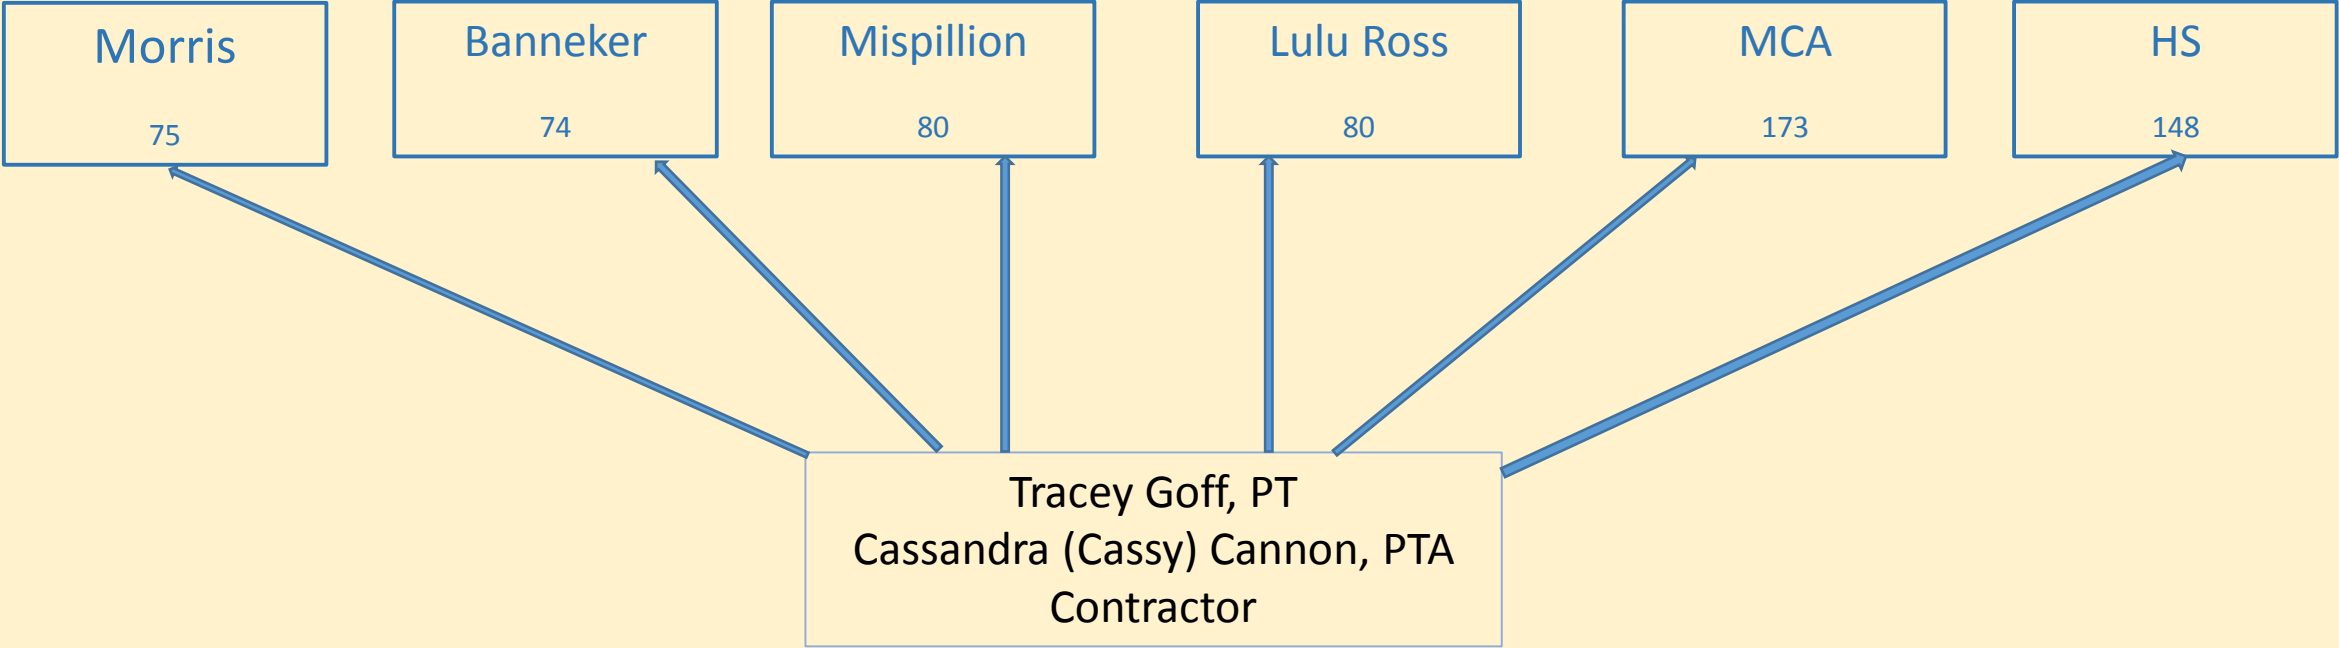 Morris
75
Banneker
74
Mispillion
80
Lulu Ross
80
MCA
173
HS
148
Tracey Goff, PT
Cassandra (Cassy) Cannon, PTA
Contractor